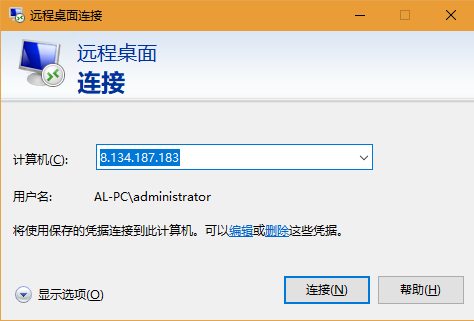 远程桌面连接
远程桌面
连接
计算机(C):
8.134.187.183
用户名:
AL-PC\administrator
将使用保存的凭据连接到此计算机。可以编辑或删除这些凭据。
显示选项(O)
连接(N)
帮助(H)